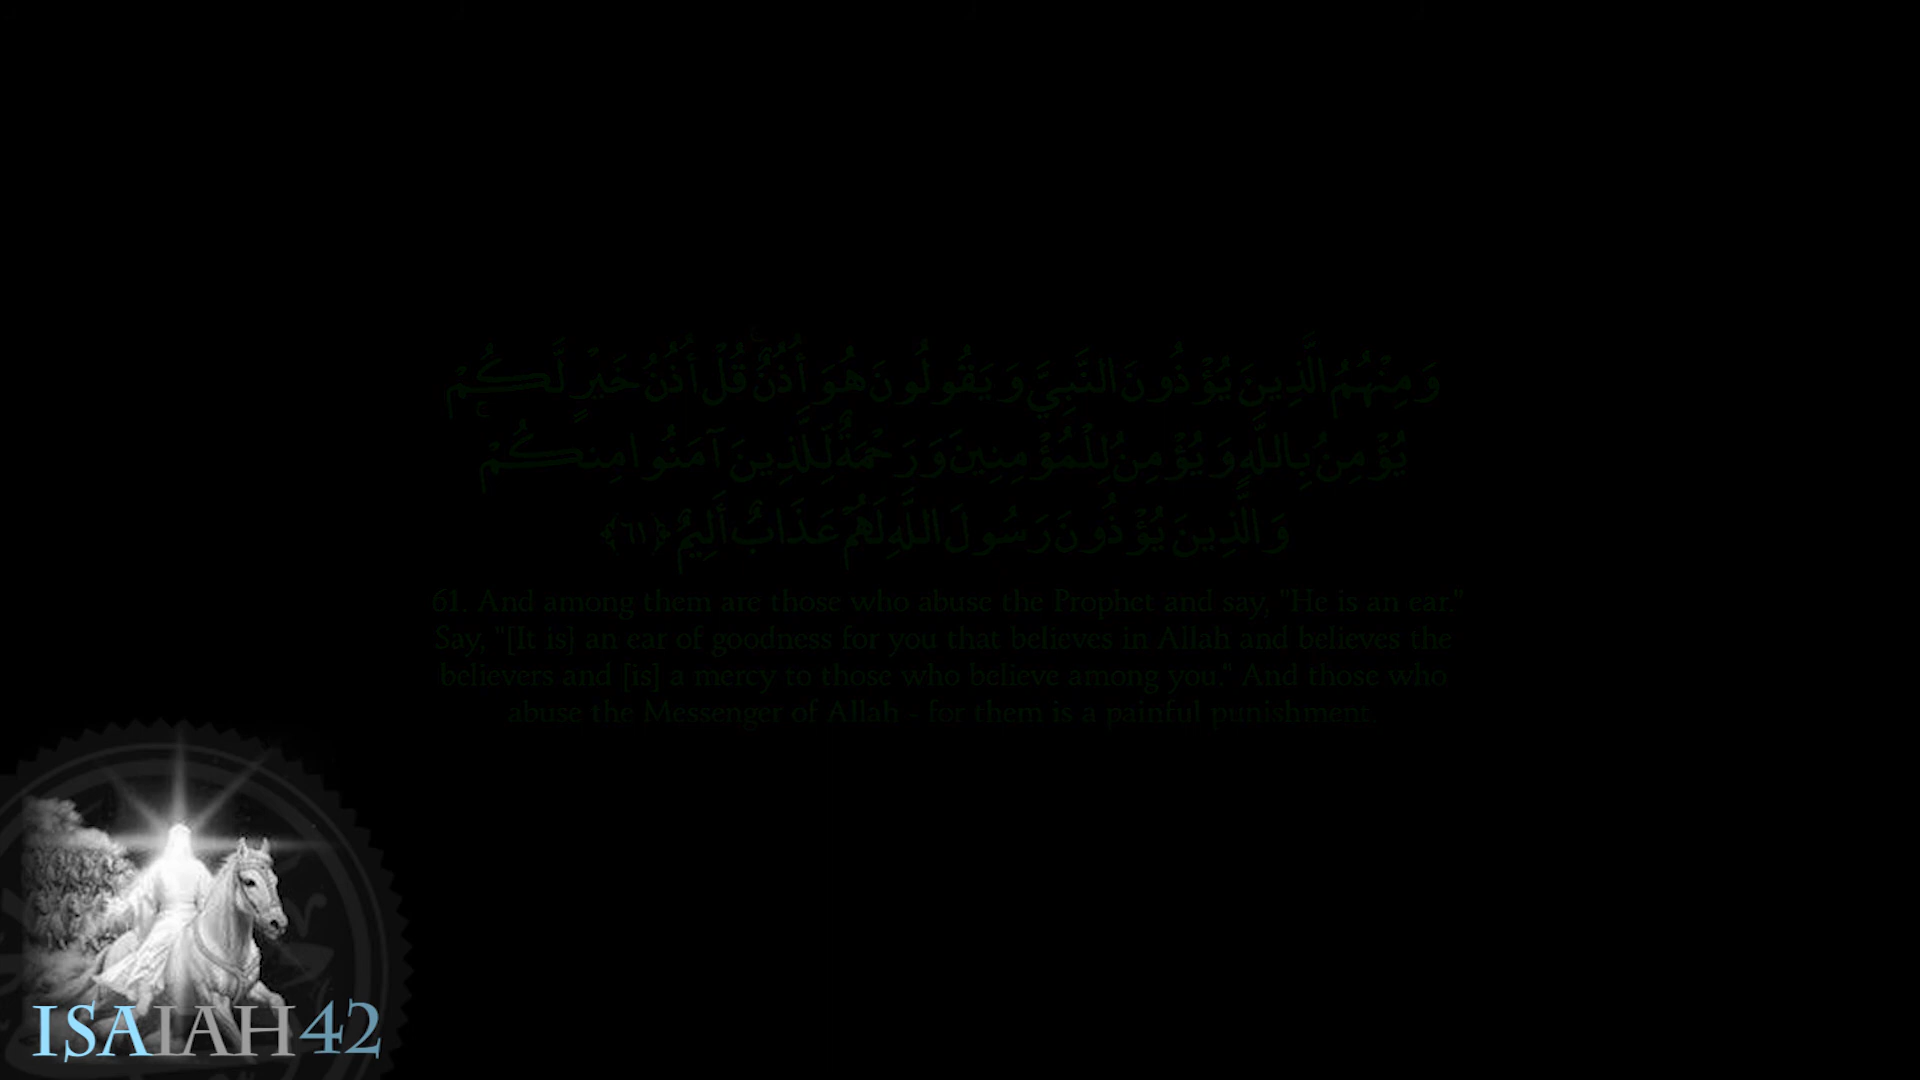 وَمِنْهُمُ الَّذِينَ يُؤْذُونَ النَّبِيَّ وَيَقُولُونَ هُوَ أُذُنٌ ۚ قُلْ أُذُنُ خَيْرٍ لَّكُمْ
يُؤْمِنُ بِاللَّهِ وَيُؤْمِنُ لِلْمُؤْمِنِينَ وَرَحْمَةٌ لِّلَّذِينَ آمَنُوا مِنكُمْ ۚ
وَالَّذِينَ يُؤْذُونَ رَسُولَ اللَّهِ لَهُمْ عَذَابٌ أَلِيمٌ ﴿٦١﴾
61. And among them are those who abuse the Prophet and say, "He is an ear."
Say, "[It is] an ear of goodness for you that believes in Allah and believes the
believers and [is] a mercy to those who believe among you." And those who
abuse the Messenger of Allah - for them is a painful punishment.
ISAIAH 42